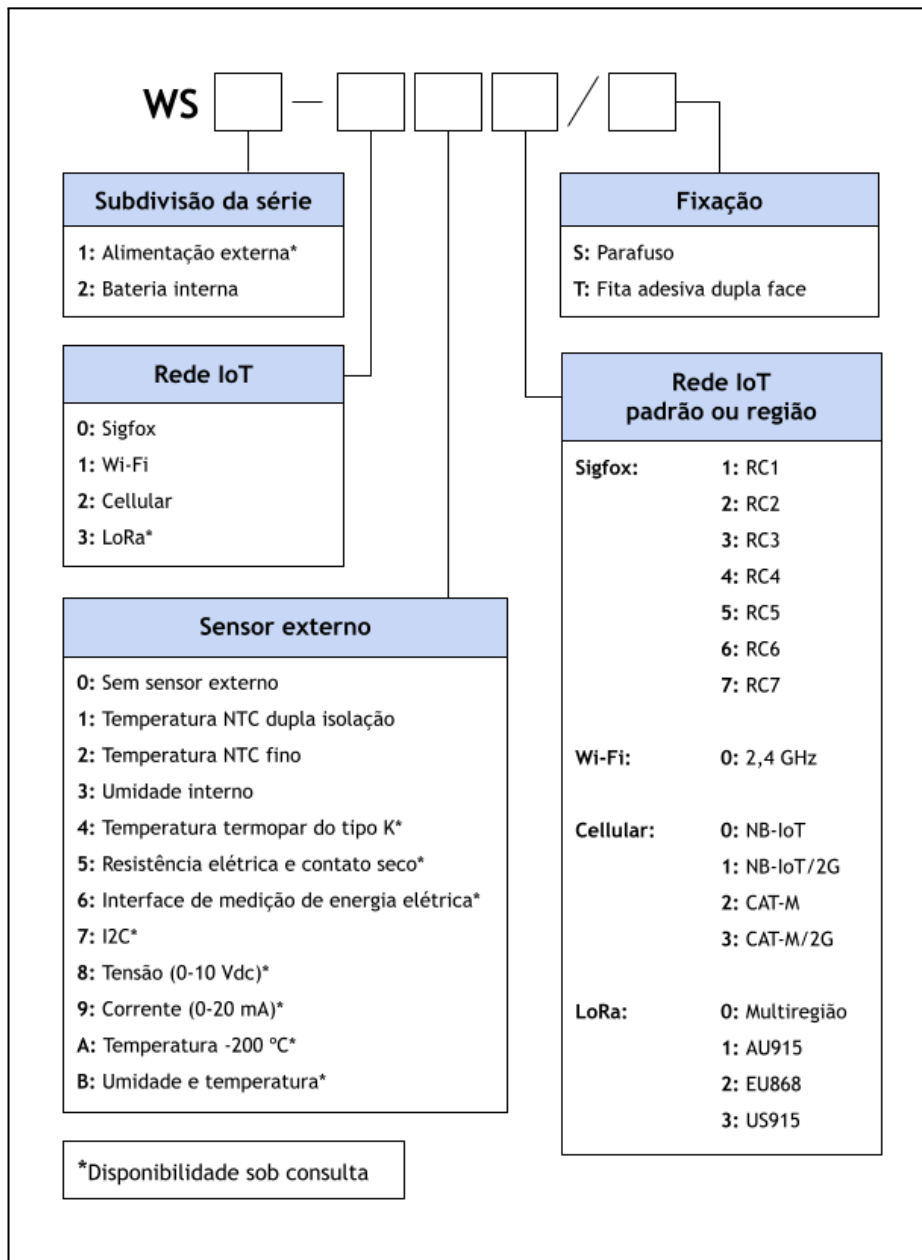 WS – /
Subdivisão da série
1: Alimentação externa*
2: Bateria interna
Rede IoT
0: Sigfox
1: Wi-Fi
2: Cellular
3: LoRa*
Sensor externo
0: Sem sensor externo
1: Temperatura NTC dupla isolação
2: Temperatura NTC fino
3: Umidade interno
4: Temperatura termopar do tipo K*
5: Resistência elétrica e contato seco*
6: Interface de medição de energia elétrica*
7: I2C*
8: Tensão (0-10 Vdc)*
9: Corrente (0-20 mA)*
A: Temperatura -200 ºC*
B: Umidade e temperatura*
*Disponibilidade sob consulta
Fixação
S: Parafuso
T: Fita adesiva dupla face
Rede IoT
padrão ou região
Sigfox: 1: RC1
2: RC2
3: RC3
4: RC4
5: RC5
6: RC6
7: RC7
Wi-Fi: 0: 2,4 GHz
Cellular: 0: NB-IoT
1: NB-IoT/2G
2: CAT-M
3: CAT-M/2G
LoRa: 0: Multiregião
1: AU915
2: EU868
3: US915